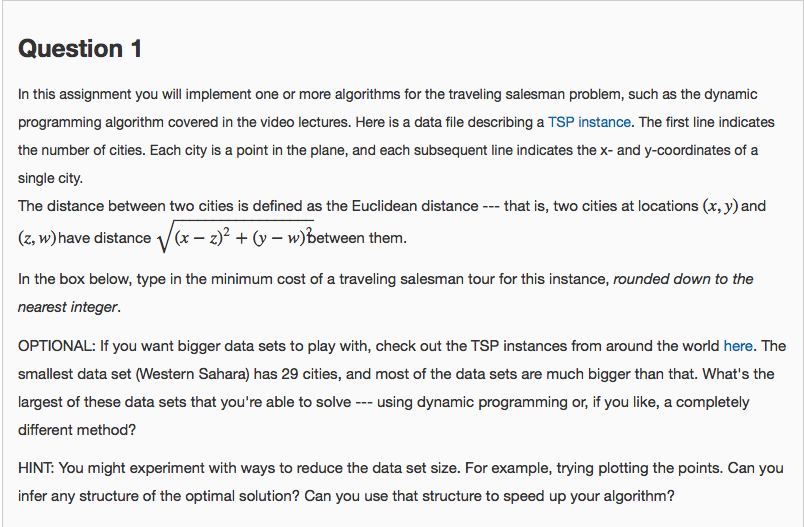 Question 1
In this assignment you will implement one or more algorithms for the traveling salesman problem, such as the dynamic
programming algorithm covered in the video lectures. Here is a data file describing a TSP instance. The first line indicates
the number of cities. Each city is a point in the plane, and each subsequent line indicates the x- and y-coordinates of a
single city.
The distance between two cities is defined as the Euclidean distance --- that is, two cities at locations (x, y) and
(z, w) have distance √(x − z)² + (y − w)² between them.
In the box below, type in the minimum cost of a traveling salesman tour for this instance, rounded down to the
nearest integer.
OPTIONAL: If you want bigger data sets to play with, check out the TSP instances from around the world here. The
smallest data set (Western Sahara) has 29 cities, and most of the data sets are much bigger than that. What's the
largest of these data sets that you're able to solve --- using dynamic programming or, if you like, a completely
different method?
HINT: You might experiment with ways to reduce the data set size. For example, trying plotting the points. Can you
infer any structure of the optimal solution? Can you use that structure to speed up your algorithm?